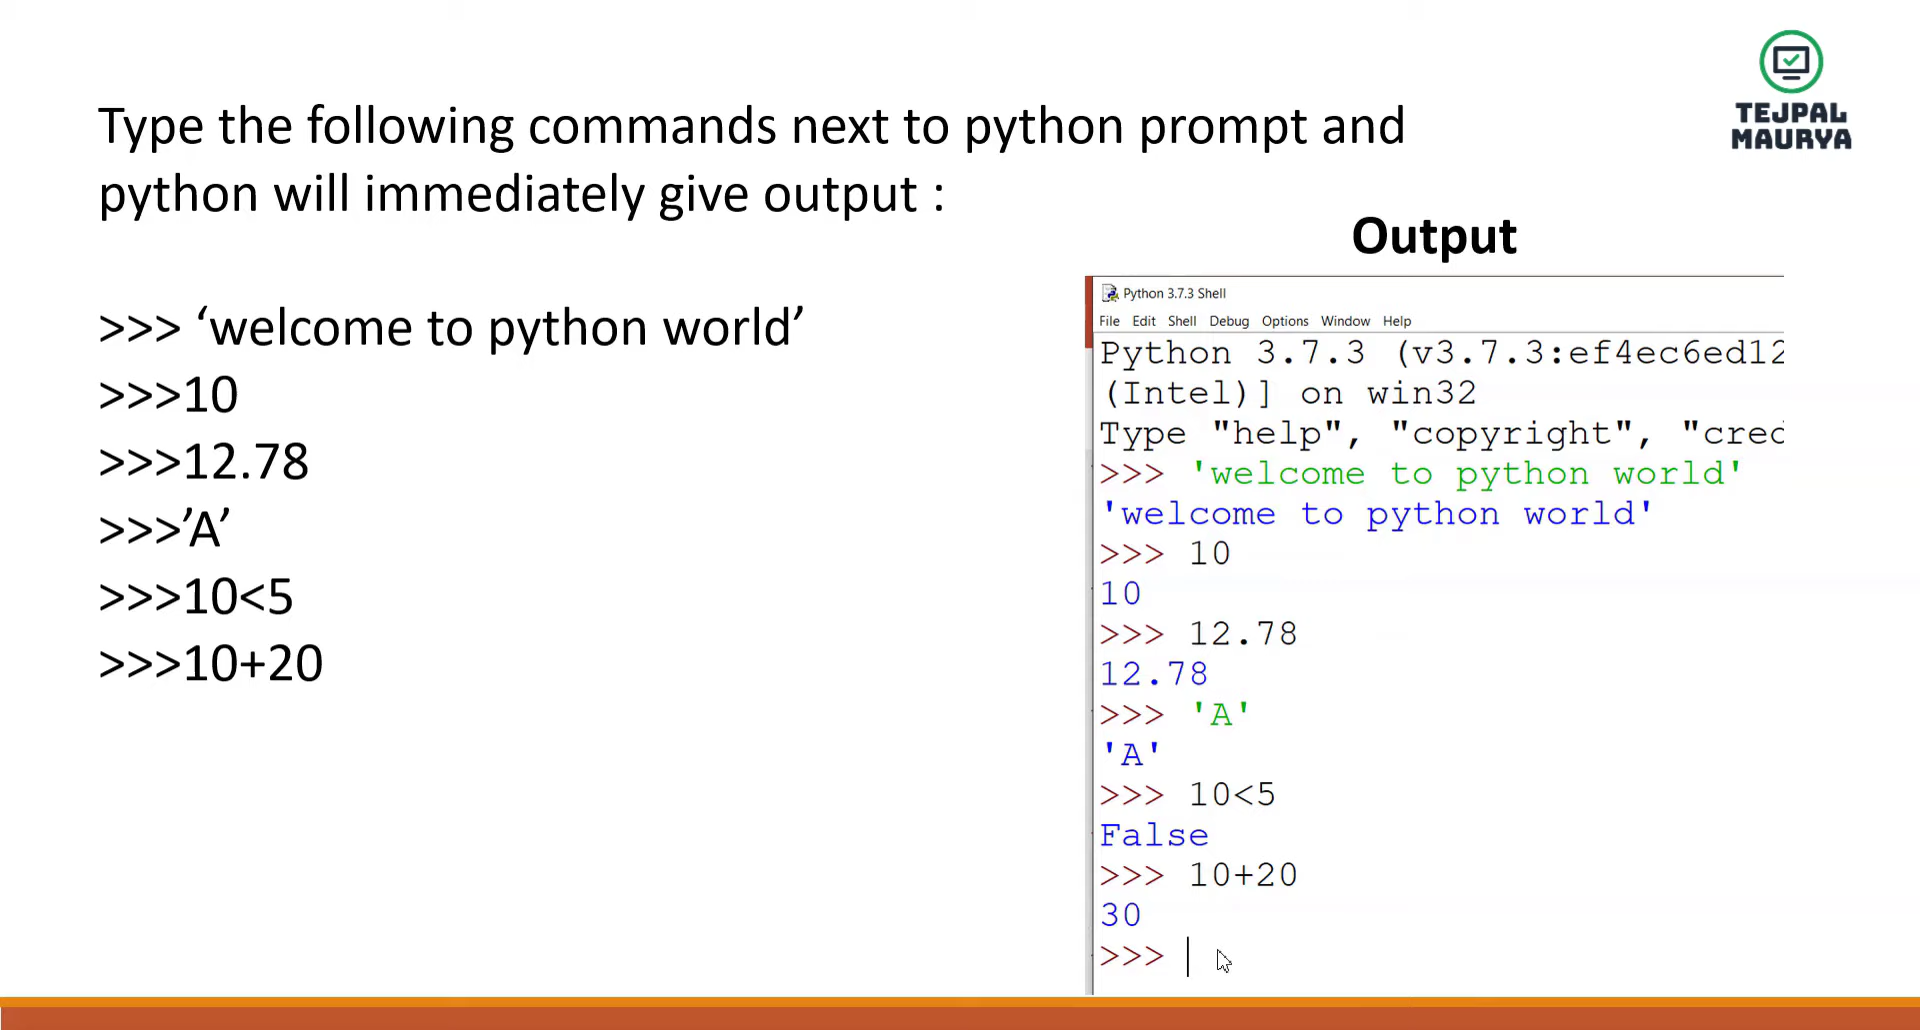 TEJPAL
MAURYA
Type the following commands next to python prompt and
python will immediately give output :
>>> ‘welcome to python world’
>>>10
>>>12.78
>>>’A’
>>>10<5
>>>10+20
Output
Python 3.7.3 Shell
File Edit Shell Debug Options Window Help
Python 3.7.3 (v3.7.3:ef4ec6ed12
(Intel)] on win32
Type "help", "copyright", "cred
>>> 'welcome to python world'
'welcome to python world'
>>> 10
10
>>> 12.78
12.78
>>> 'A'
'A'
>>> 10<5
False
>>> 10+20
30
>>>